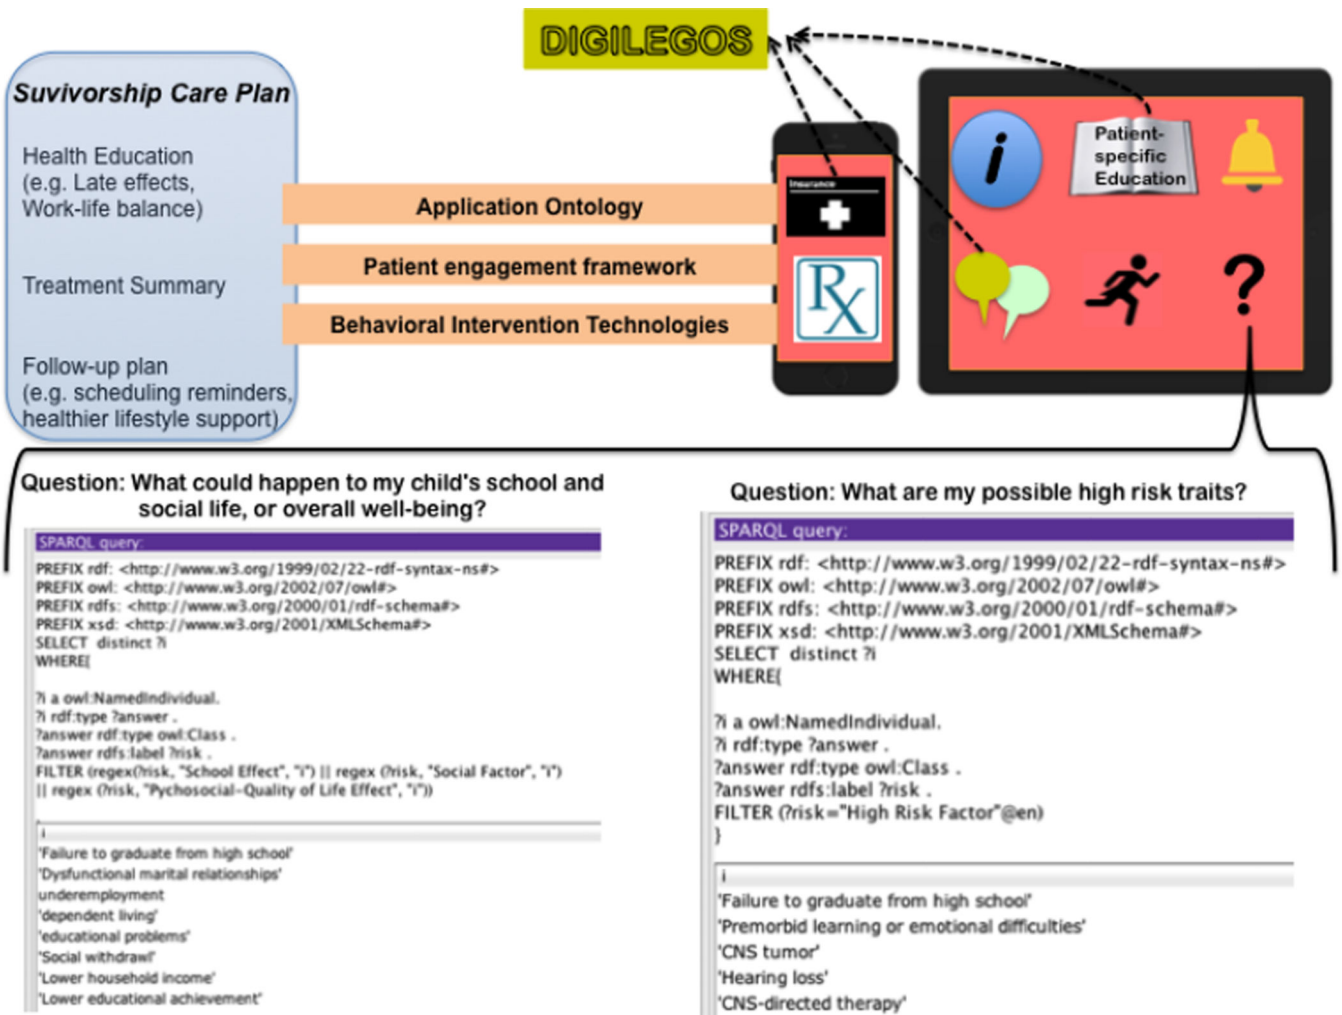 DIGILEGOS
Suvivorship Care Plan
Health Education
(e.g. Late effects,
Work-life balance)
Treatment Summary
Follow-up plan
(e.g. scheduling reminders,
healthier lifestyle support)
Application Ontology
Patient engagement framework
Behavioral Intervention Technologies
Insurance
Rx
i
Patient-
specific
Education
?
Question: What could happen to my child's school and
social life, or overall well-being?
SPARQL query:
PREFIX rdf: <http://www.w3.org/1999/02/22-rdf-syntax-ns#>
PREFIX owl: <http://www.w3.org/2002/07/owl#>
PREFIX rdfs: <http://www.w3.org/2000/01/rdf-schema#>
PREFIX xsd: <http://www.w3.org/2001/XMLSchema#>
SELECT distinct ?i
WHERE{
?i a owl:NamedIndividual.
?i rdf:type ?answer .
?answer rdf:type owl:Class .
?answer rdfs:label ?risk .
FILTER (regex(?risk, "School Effect", "i") || regex (?risk, "Social Factor", "i")
|| regex (?risk, "Pychosocial-Quality of Life Effect", "i"))
i
'Failure to graduate from high school'
'Dysfunctional marital relationships'
underemployment
'dependent living'
'educational problems'
'Social withdrawl'
'Lower household income'
'Lower educational achievement'
Question: What are my possible high risk traits?
SPARQL query:
PREFIX rdf: <http://www.w3.org/1999/02/22-rdf-syntax-ns#>
PREFIX owl: <http://www.w3.org/2002/07/owl#>
PREFIX rdfs: <http://www.w3.org/2000/01/rdf-schema#>
PREFIX xsd: <http://www.w3.org/2001/XMLSchema#>
SELECT distinct ?i
WHERE{
?i a owl:NamedIndividual.
?i rdf:type ?answer .
?answer rdf:type owl:Class .
?answer rdfs:label ?risk .
FILTER (?risk="High Risk Factor"@en)
}
i
'Failure to graduate from high school'
'Premorbid learning or emotional difficulties'
'CNS tumor'
'Hearing loss'
'CNS-directed therapy'